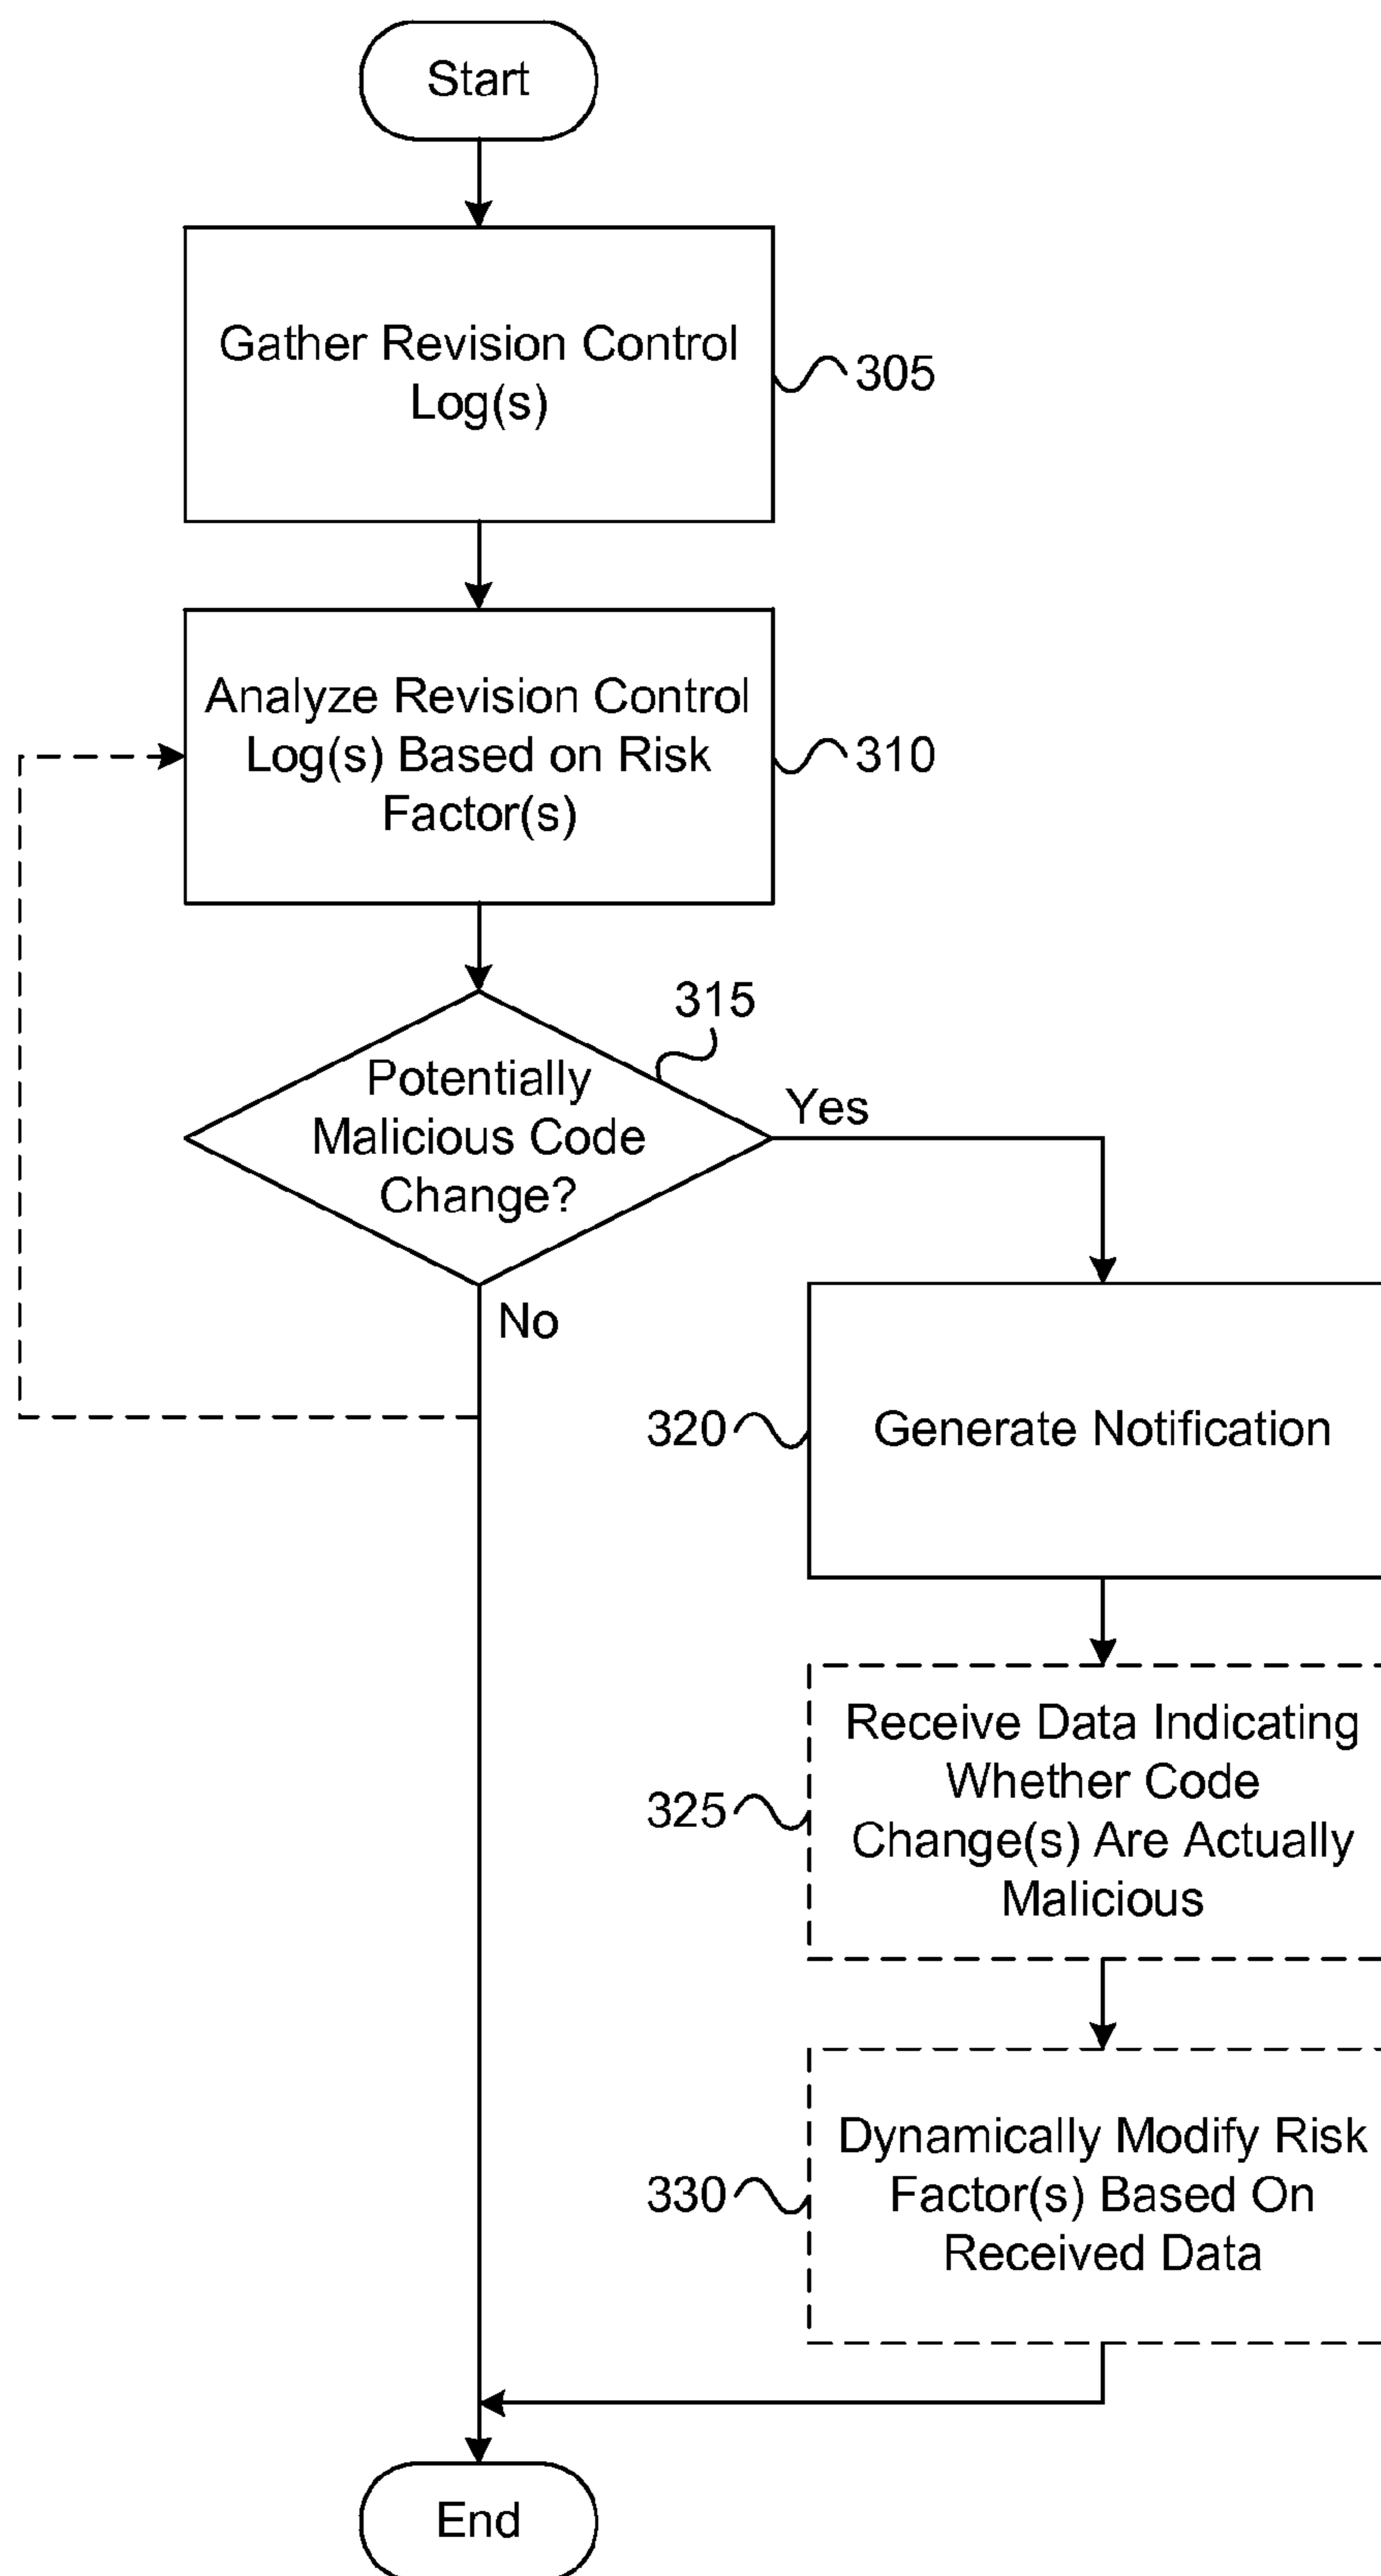 Start
Gather Revision Control
Log(s)
305
Analyze Revision Control
Log(s) Based on Risk
Factor(s)
310
315
Potentially
Malicious Code
Change?
Yes
No
320
Generate Notification
Receive Data Indicating
Whether Code
Change(s) Are Actually
Malicious
325
Dynamically Modify Risk
Factor(s) Based On
Received Data
330
End